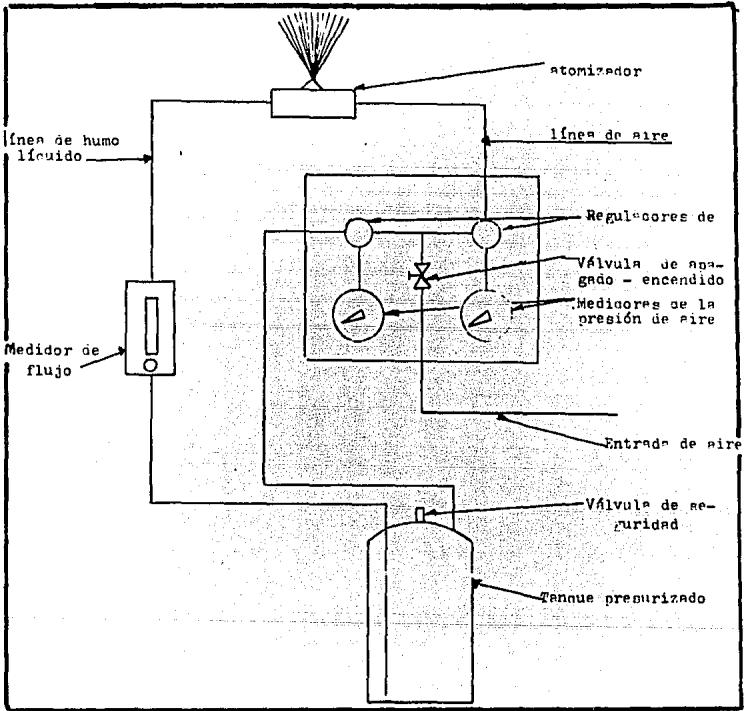 atomizador
línea de aire
ínea de humo
líquido
Reguladores de
Válvula de apa-
gado - encendido
Medidores de la
presión de aire
Medidor de
flujo
Entrada de aire
Válvula de se-
guridad
Tanque presurizado